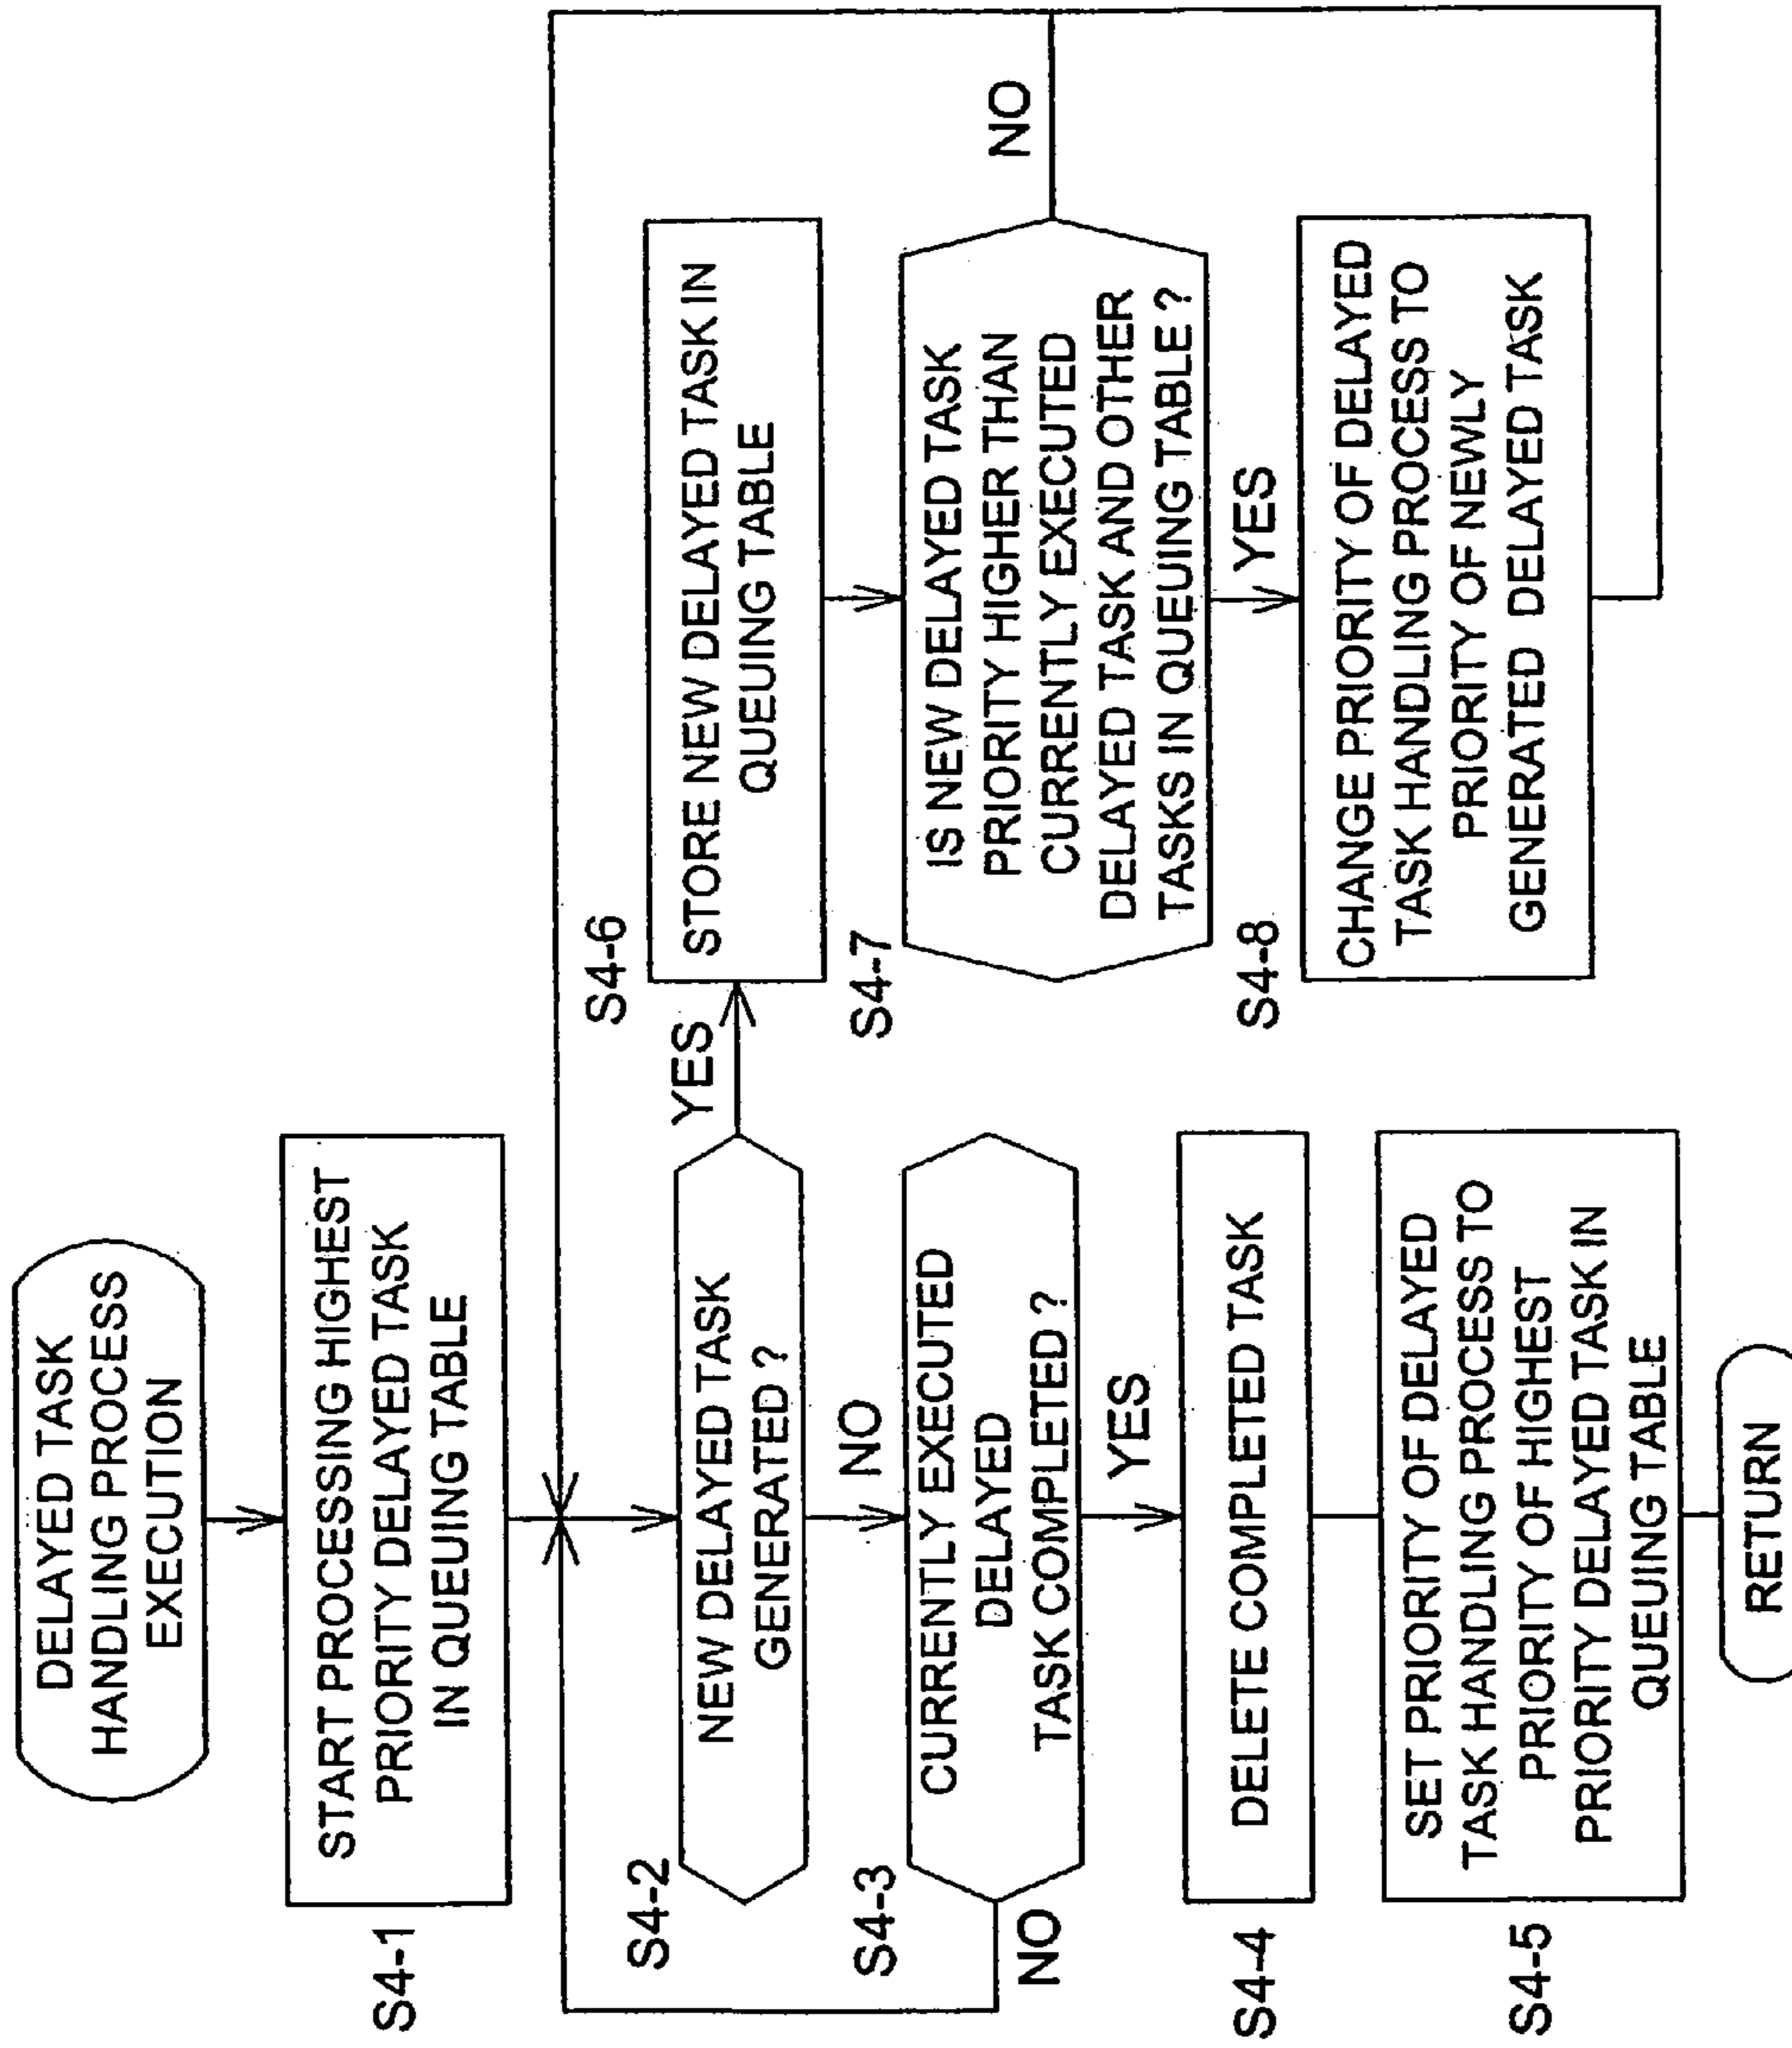 DELAYED TASK
HANDLING PROCESS
EXECUTION
S4-1
START PROCESSING HIGHEST
PRIORITY DELAYED TASK
IN QUEUING TABLE
S4-2
NEW DELAYED TASK
GENERATED ?
YES
NO
S4-3
CURRENTLY EXECUTED
DELAYED
TASK COMPLETED ?
NO
YES
S4-4
DELETE COMPLETED TASK
S4-5
SET PRIORITY OF DELAYED
TASK HANDLING PROCESS TO
PRIORITY OF HIGHEST
PRIORITY DELAYED TASK IN
QUEUING TABLE
RETURN
S4-6
STORE NEW DELAYED TASK IN
QUEUING TABLE
S4-7
IS NEW DELAYED TASK
PRIORITY HIGHER THAN
CURRENTLY EXECUTED
DELAYED TASK AND OTHER
TASKS IN QUEUING TABLE ?
NO
YES
S4-8
CHANGE PRIORITY OF DELAYED
TASK HANDLING PROCESS TO
PRIORITY OF NEWLY
GENERATED DELAYED TASK